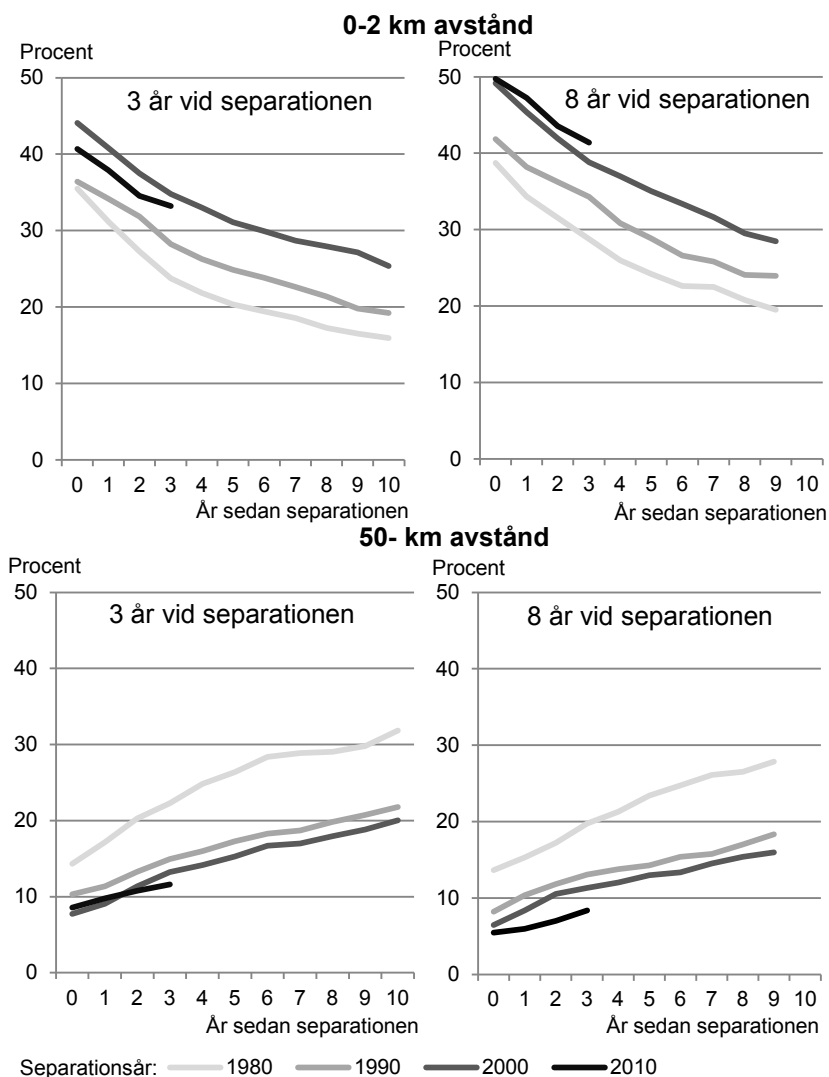 0-2 km avstånd
Procent
3 år vid separationen
50
40
30
20
10
0
0 1 2 3 4 5 6 7 8 9 10
År sedan separationen
Procent
8 år vid separationen
50
40
30
20
10
0
0 1 2 3 4 5 6 7 8 9 10
År sedan separationen
50- km avstånd
Procent
3 år vid separationen
50
40
30
20
10
0
0 1 2 3 4 5 6 7 8 9 10
År sedan separationen
Procent
8 år vid separationen
50
40
30
20
10
0
0 1 2 3 4 5 6 7 8 9 10
År sedan separationen
Separationsår: 1980 1990 2000 2010